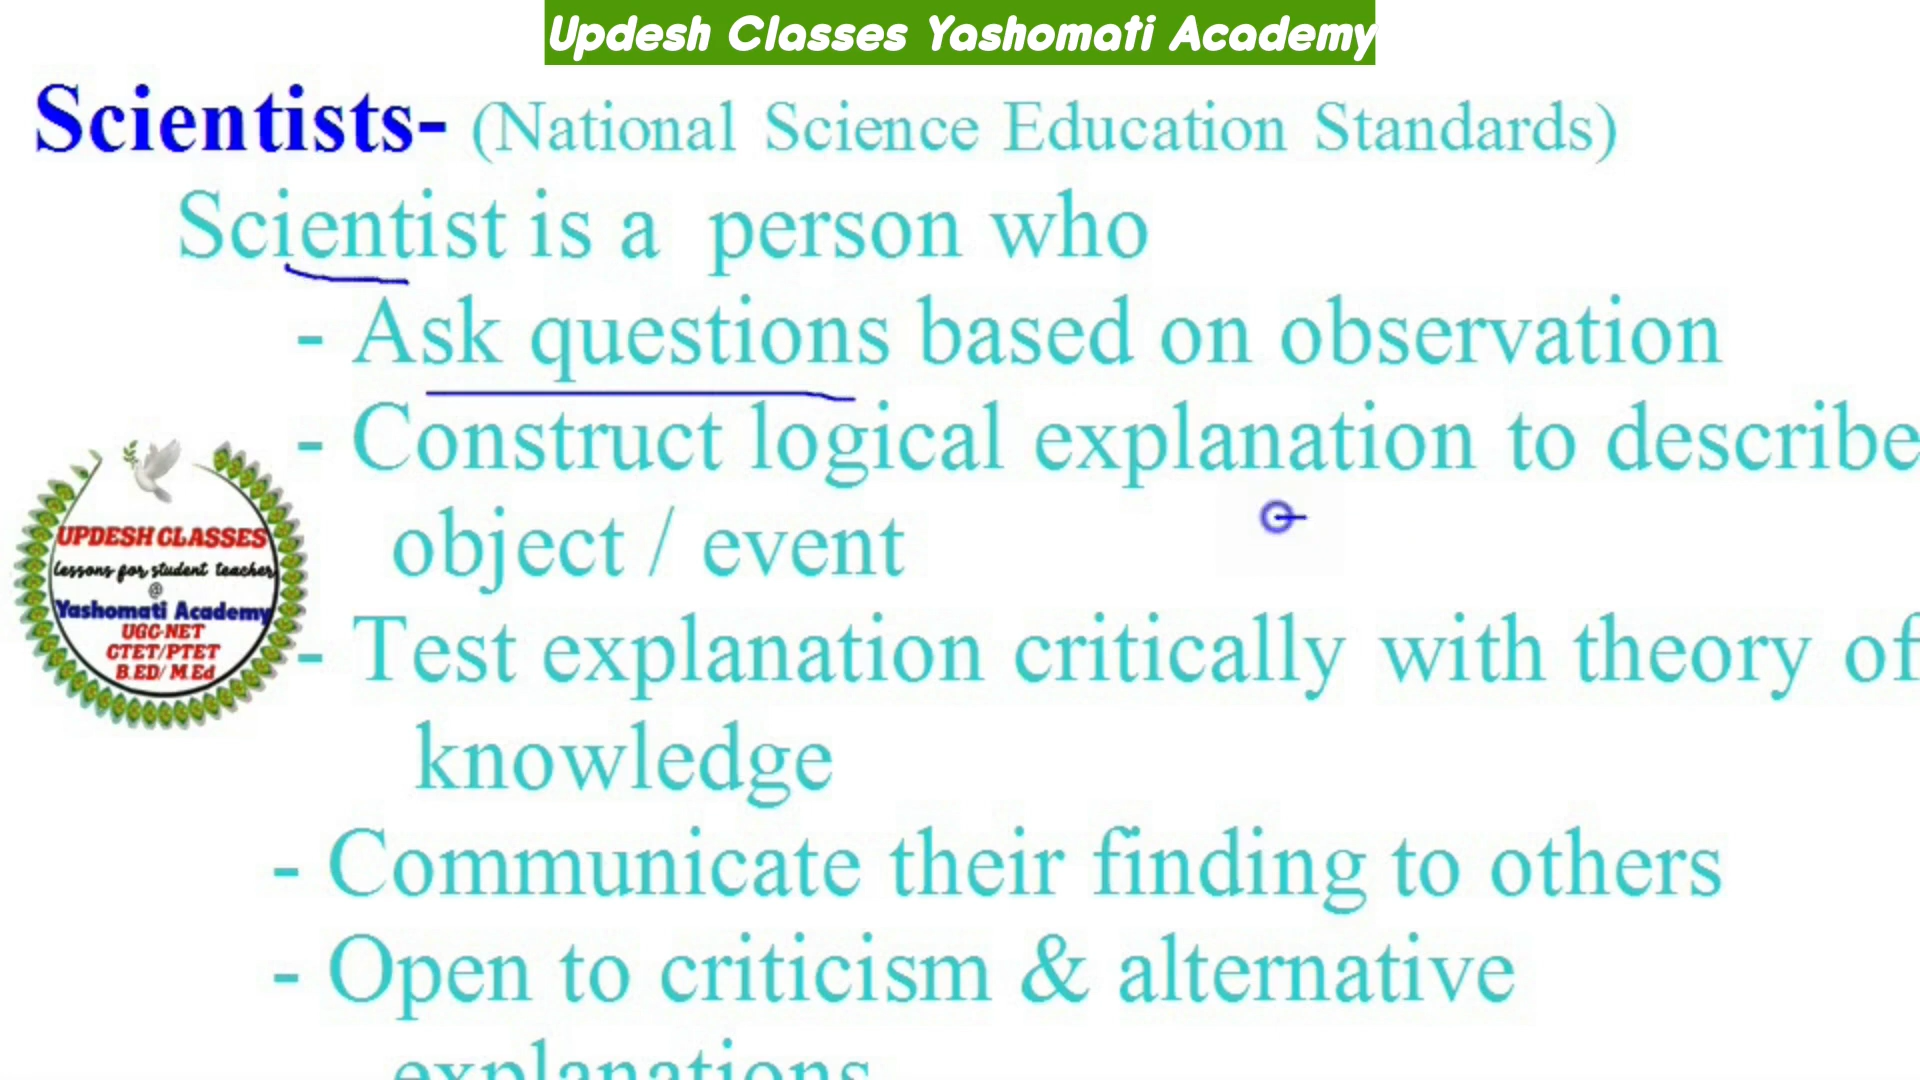 Updesh Classes Yashomati Academy
Scientists- (National Science Education Standards)
Scientist is a person who
- Ask questions based on observation
- Construct logical explanation to describe
object / event
- Test explanation critically with theory of
knowledge
- Communicate their finding to others
- Open to criticism & alternative
explanations
UPDESH CLASSES
lessons for student teacher
@
Yashomati Academy
UGC-NET
CTET/PTET
B.ED/ M.Ed